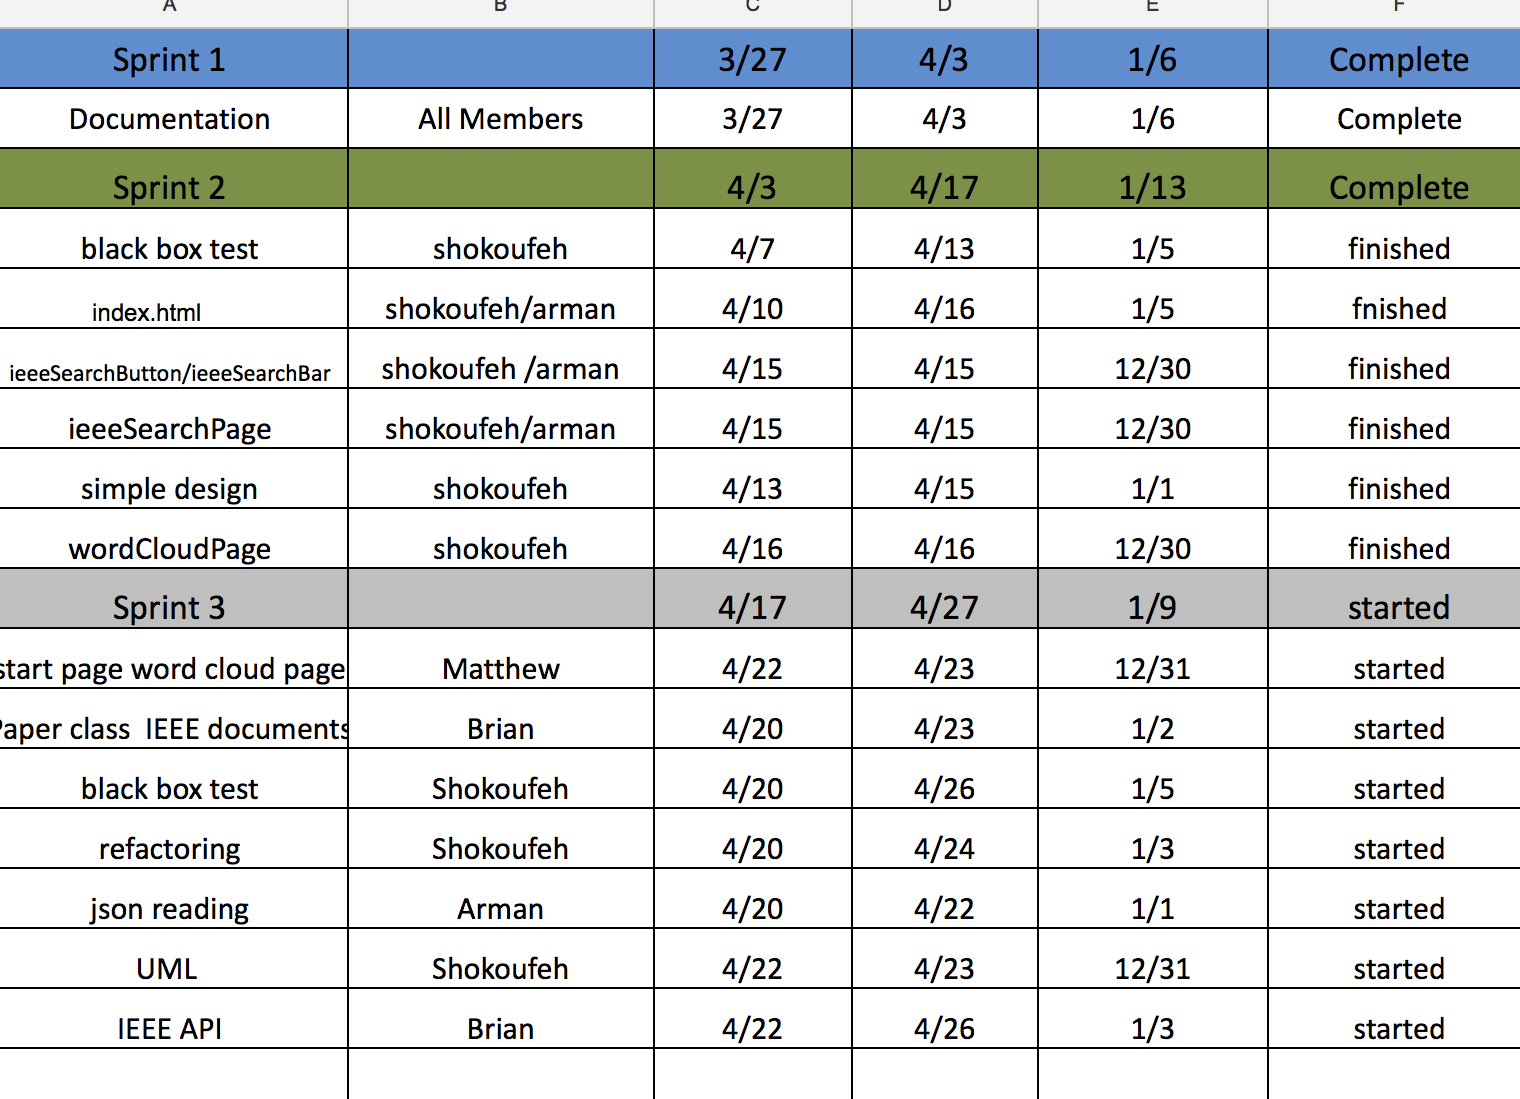 A B C D E F
Sprint 1 3/27 4/3 1/6 Complete
Documentation All Members 3/27 4/3 1/6 Complete
Sprint 2 4/3 4/17 1/13 Complete
black box test shokoufeh 4/7 4/13 1/5 finished
index.html shokoufeh/arman 4/10 4/16 1/5 fnished
ieeeSearchButton/ieeeSearchBar shokoufeh /arman 4/15 4/15 12/30 finished
ieeeSearchPage shokoufeh/arman 4/15 4/15 12/30 finished
simple design shokoufeh 4/13 4/15 1/1 finished
wordCloudPage shokoufeh 4/16 4/16 12/30 finished
Sprint 3 4/17 4/27 1/9 started
start page word cloud page Matthew 4/22 4/23 12/31 started
Paper class  IEEE documents Brian 4/20 4/23 1/2 started
black box test Shokoufeh 4/20 4/26 1/5 started
refactoring Shokoufeh 4/20 4/24 1/3 started
json reading Arman 4/20 4/22 1/1 started
UML Shokoufeh 4/22 4/23 12/31 started
IEEE API Brian 4/22 4/26 1/3 started